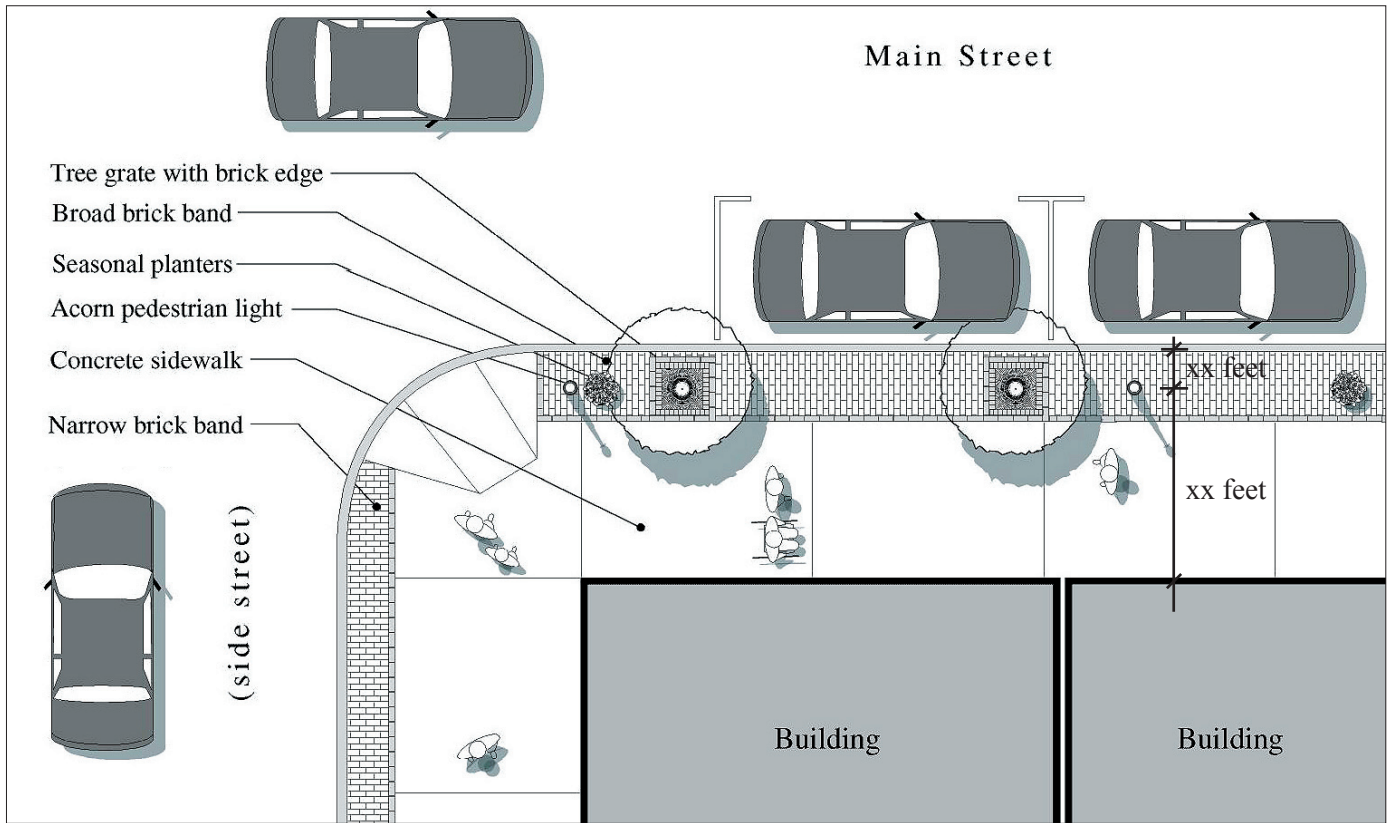 Main Street
Tree grate with brick edge
Broad brick band
Seasonal planters
Acorn pedestrian light
Concrete sidewalk
Narrow brick band
xx feet
xx feet
(side street)
Building
Building